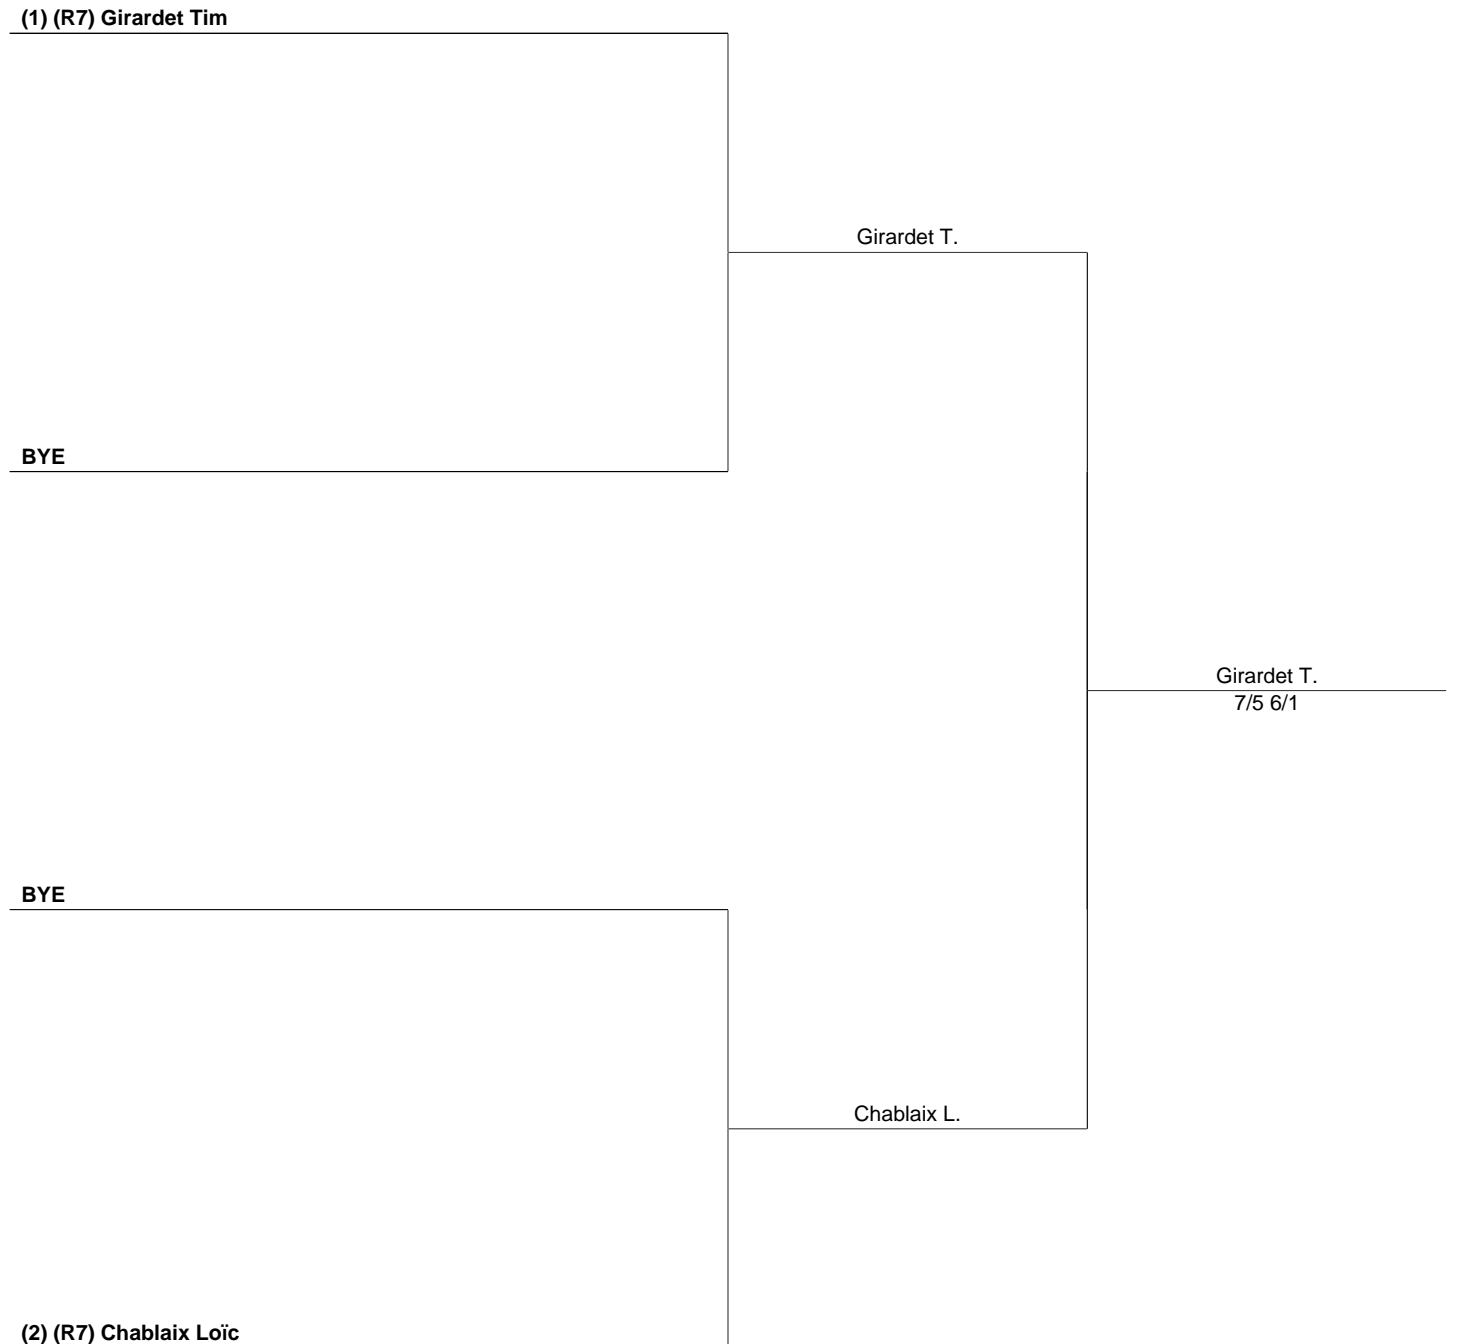 (1) (R7) Girardet Tim
Girardet T.
BYE
Girardet T.
7/5 6/1
BYE
Chablaix L.
(2) (R7) Chablaix Loïc